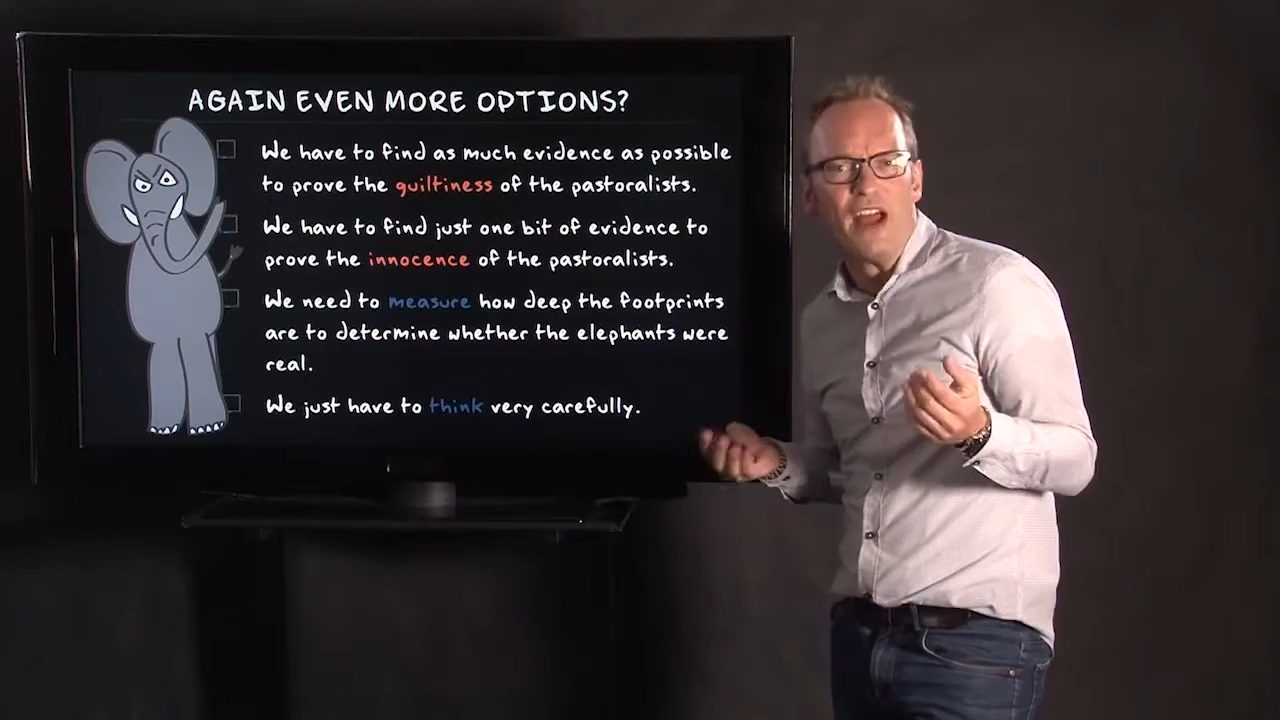 AGAIN EVEN MORE OPTIONS?
We have to find as much evidence as possible
to prove the guiltiness of the pastoralists.
We have to find just one bit of evidence to
prove the innocence of the pastoralists.
We need to measure how deep the footprints
are to determine whether the elephants were
real.
We just have to think very carefully.